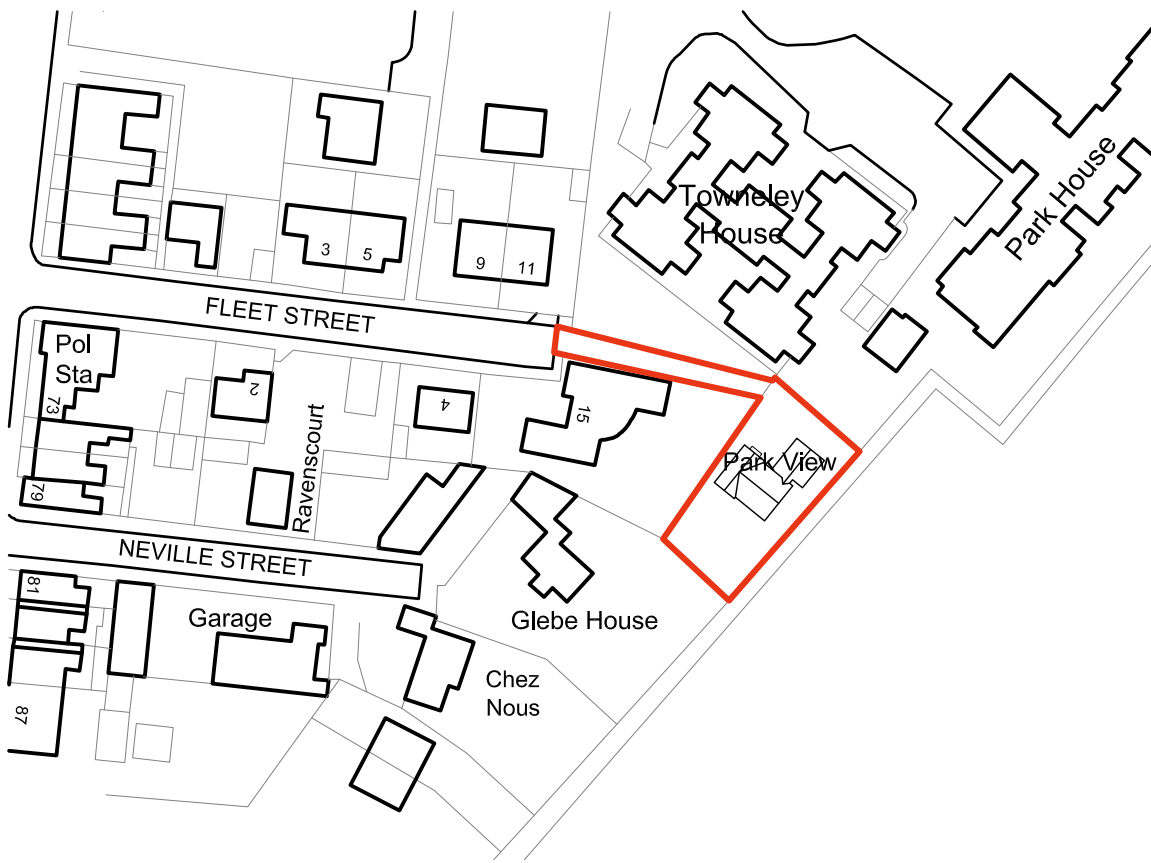 Towneley
House
Park House
3
5
9
11
FLEET STREET
Pol
Sta
73
2
4
15
Ravenscourt
Park View
79
NEVILLE STREET
81
Garage
Glebe House
Chez
Nous
87